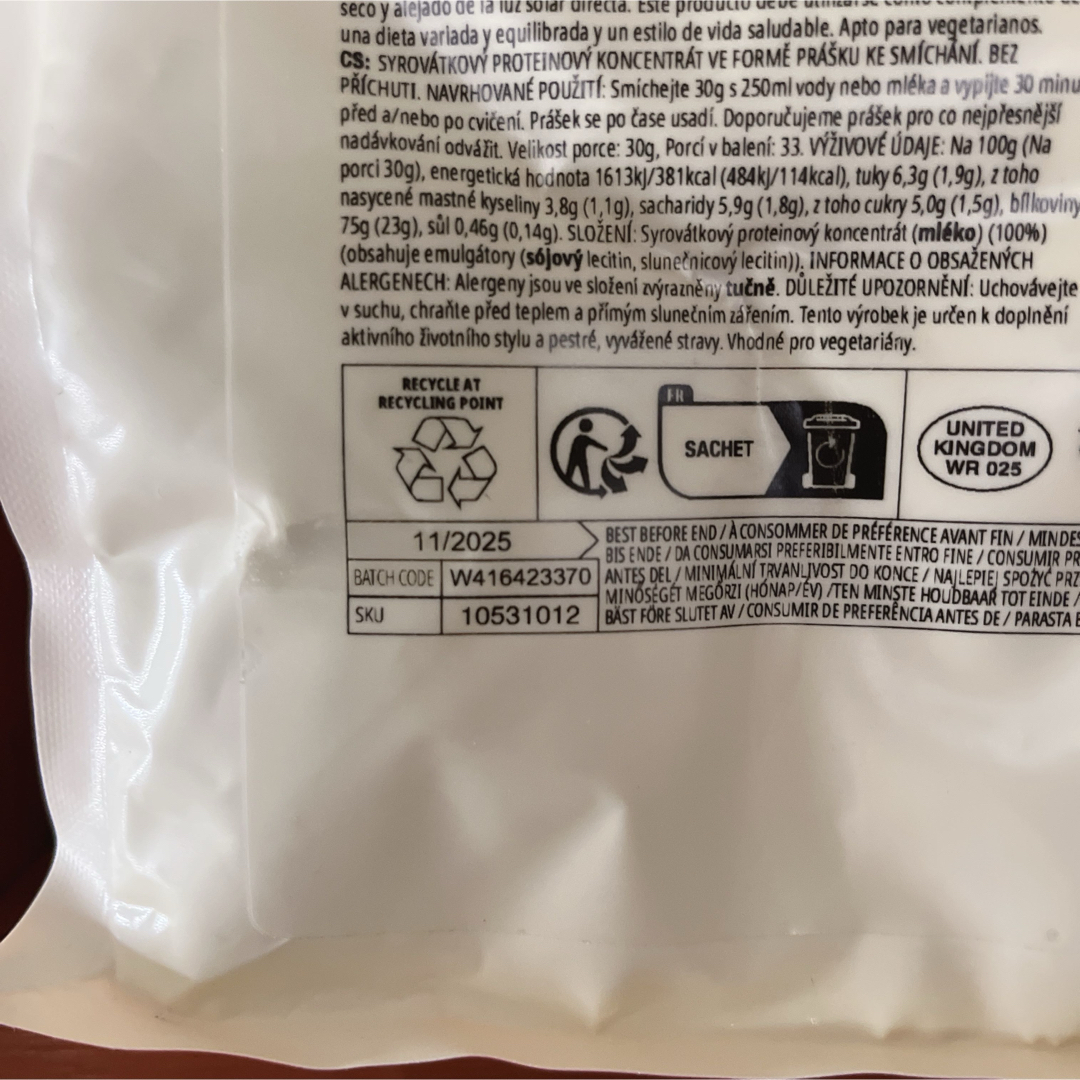 seco y alejado de la luz solar directa. Este producto debe utilizarse como complemento
una dieta variada y equilibrada y un estilo de vida saludable. Apto para vegetarianos.
CS: SYROVÁTKOVÝ PROTEINOVÝ KONCENTRÁT VE FORMĚ PRÁŠKU KE SMÍCHÁNÍ. BEZ
PŘÍCHUTI. NAVRHOVANÉ POUŽITÍ: Smíchejte 30g s 250ml vody nebo mléka a vypijte 30 minu
před a/nebo po cvičení. Prášek se po čase usadí. Doporučujeme prášek pro co nejpřesnější
nadávkování odvážit. Velikost porce: 30g, Porcí v balení: 33. VÝŽIVOVÉ ÚDAJE: Na 100g (Na
porci 30g), energetická hodnota 1613kJ/381kcal (484kJ/114kcal), tuky 6,3g (1,9g), z toho
nasycené mastné kyseliny 3,8g (1,1g), sacharidy 5,9g (1,8g), z toho cukry 5,0g (1,5g), bílkoviny
75g (23g), sůl 0,46g (0,14g). SLOŽENÍ: Syrovátkový proteinový koncentrát (mléko) (100%)
(obsahuje emulgátory (sójový lecitin, slunečnicový lecitin)). INFORMACE O OBSAŽENÝCH
ALERGENECH: Alergeny jsou ve složení zvýrazněny tučně. DŮLEŽITÉ UPOZORNĚNÍ: Uchovávejte
v suchu, chraňte před teplem a přímým slunečním zářením. Tento výrobek je určen k doplnění
aktivního životního stylu a pestré, vyvážené stravy. Vhodné pro vegetariány.
RECYCLE AT
RECYCLING POINT
FR
SACHET
UNITED
KINGDOM
WR 025
11/2025
BATCH CODE W416423370
SKU 10531012
BEST BEFORE END / À CONSOMMER DE PRÉFÉRENCE AVANT FIN / MINDES
BIS ENDE / DA CONSUMARSI PREFERIBILMENTE ENTRO FINE / CONSUMIR PR
ANTES DEL / MINIMÁLNÍ TRVANLIVOST DO KONCE / NAJLEPIEJ SPOŻYĆ PRZ
MINŐSÉGÉT MEGŐRZI (HÓNAP/ÉV) /TEN MINSTE HOUDBAAR TOT EINDE /
BÄST FÖRE SLUTET AV / CONSUMIR DE PREFERÊNCIA ANTES DE / PARASTA E